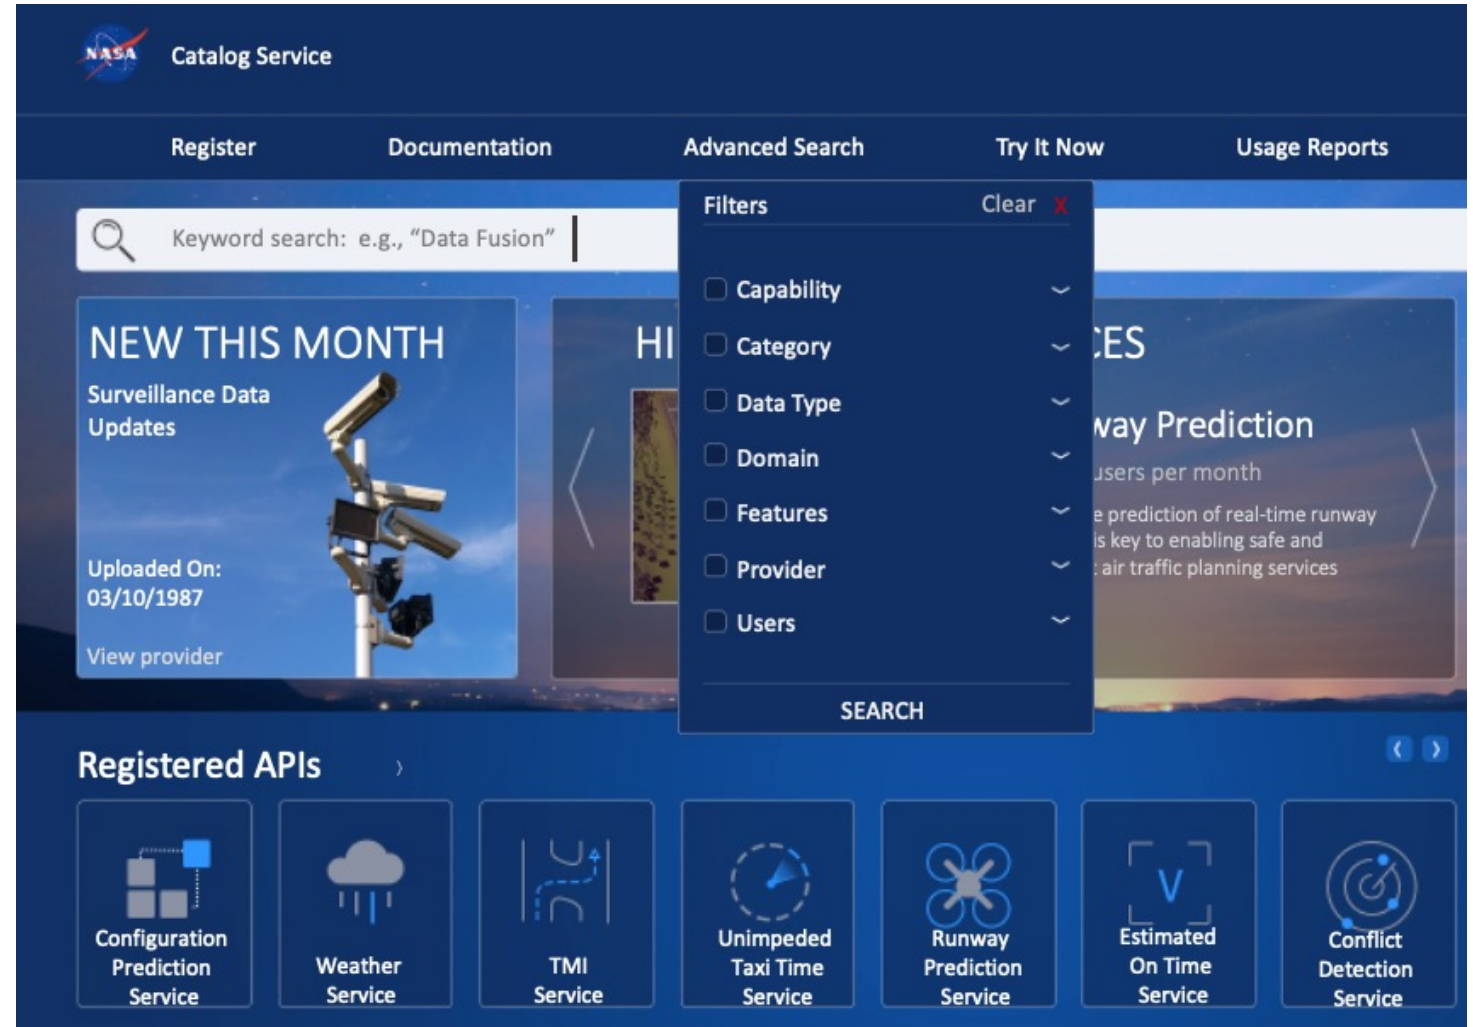 NASA
Catalog Service
Register
Documentation
Advanced Search
Try It Now
Usage Reports
Keyword search: e.g., “Data Fusion”
Filters
Clear X
Capability
Category
Data Type
Domain
Features
Provider
Users
SEARCH
NEW THIS MONTH
Surveillance Data
Updates
Uploaded On:
03/10/1987
View provider
HI
CES
way Prediction
users per month
e prediction of real-time runway
is key to enabling safe and
air traffic planning services
Registered APIs
Configuration
Prediction
Service
Weather
Service
TMI
Service
Unimpeded
Taxi Time
Service
Runway
Prediction
Service
V
Estimated
On Time
Service
Conflict
Detection
Service